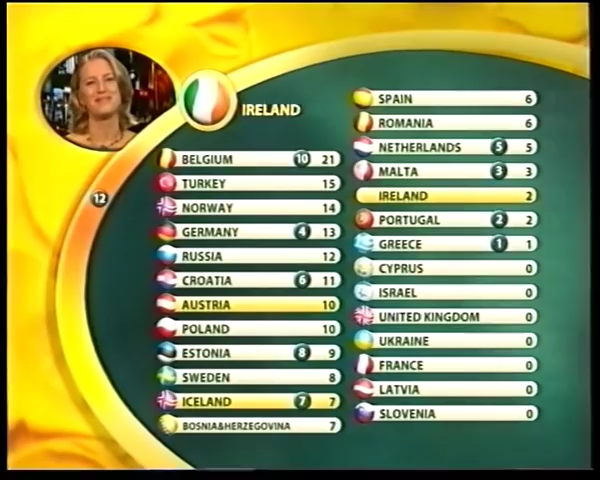 IRELAND
12
BELGIUM 10 21
TURKEY 15
NORWAY 14
GERMANY 4 13
RUSSIA 12
CROATIA 6 11
AUSTRIA 10
POLAND 10
ESTONIA 8 9
SWEDEN 8
ICELAND 7 7
BOSNIA&HERZEGOVINA 7
SPAIN 6
ROMANIA 6
NETHERLANDS 5 5
MALTA 3 3
IRELAND 2
PORTUGAL 2 2
GREECE 1 1
CYPRUS 0
ISRAEL 0
UNITED KINGDOM 0
UKRAINE 0
FRANCE 0
LATVIA 0
SLOVENIA 0